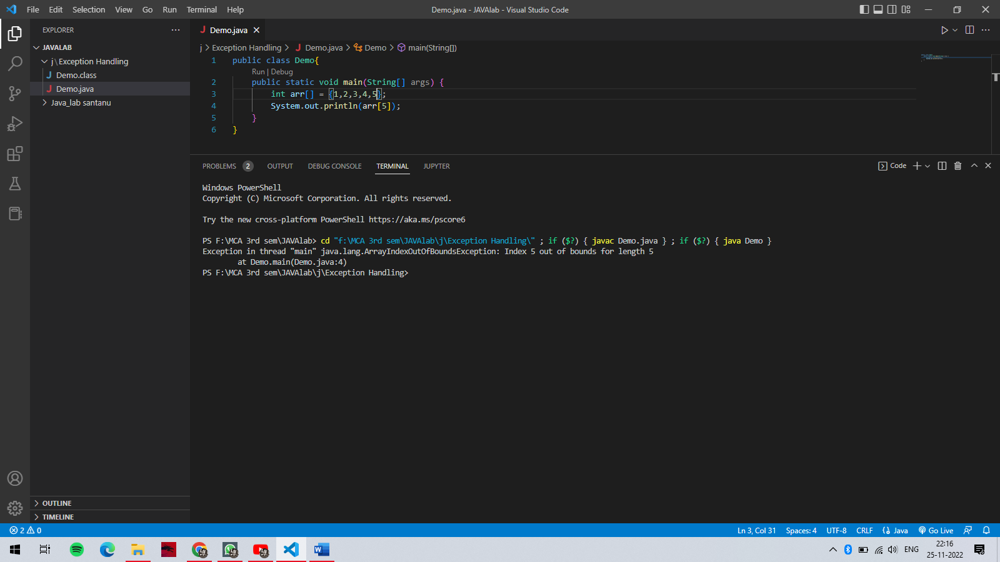 File Edit Selection View Go Run Terminal Help
Demo.java - JAVAlab - Visual Studio Code
EXPLORER
JAVALAB
j\Exception Handling
Demo.class
Demo.java
Java_lab santanu
OUTLINE
TIMELINE
Demo.java
j > Exception Handling > Demo.java > Demo > main(String[])
1 public class Demo{
Run | Debug
2 public static void main(String[] args) {
3 int arr[] = {1,2,3,4,5};
4 System.out.println(arr[5]);
5 }
6 }
PROBLEMS 2 OUTPUT DEBUG CONSOLE TERMINAL JUPYTER
Code
Windows PowerShell
Copyright (C) Microsoft Corporation. All rights reserved.
Try the new cross-platform PowerShell https://aka.ms/pscore6
PS F:\MCA 3rd sem\JAVAlab> cd "f:\MCA 3rd sem\JAVAlab\j\Exception Handling\" ; if ($?) { javac Demo.java } ; if ($?) { java Demo }
Exception in thread "main" java.lang.ArrayIndexOutOfBoundsException: Index 5 out of bounds for length 5
at Demo.main(Demo.java:4)
PS F:\MCA 3rd sem\JAVAlab\j\Exception Handling>
2 0
Ln 3, Col 31 Spaces: 4 UTF-8 CRLF {} Java Go Live
ENG
22:16
25-11-2022